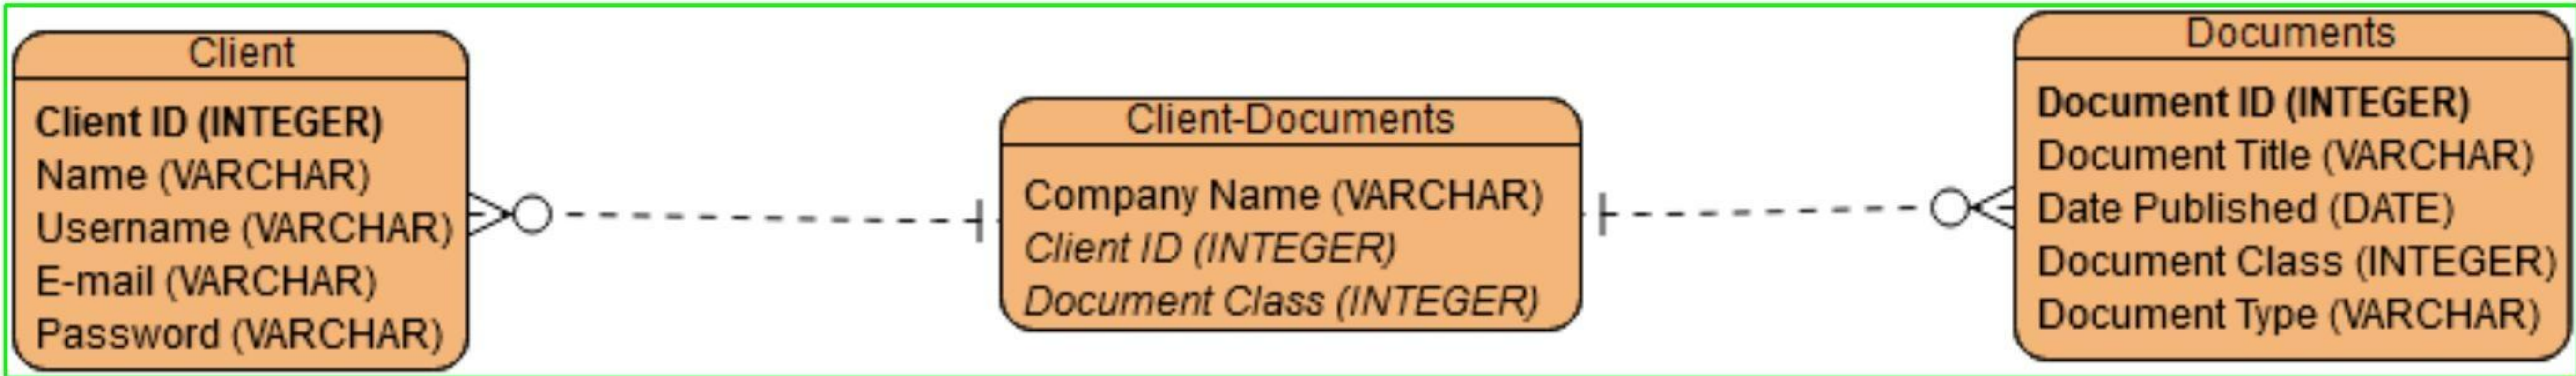 Client
Client ID (INTEGER)
Name (VARCHAR)
Username (VARCHAR)
E-mail (VARCHAR)
Password (VARCHAR)
Client-Documents
Company Name (VARCHAR)
Client ID (INTEGER)
Document Class (INTEGER)
Documents
Document ID (INTEGER)
Document Title (VARCHAR)
Date Published (DATE)
Document Class (INTEGER)
Document Type (VARCHAR)